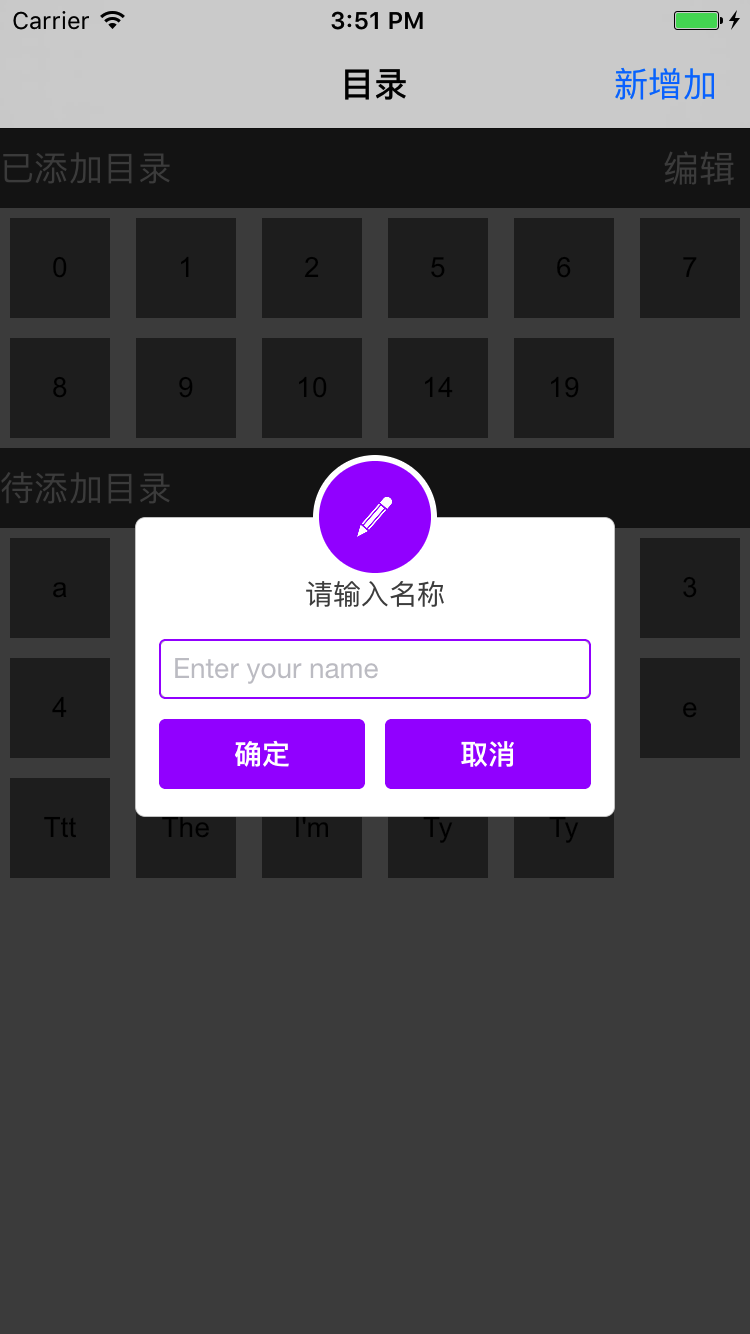 Carrier 3:51 PM
目录 新增加
已添加目录 编辑
0 1 2 5 6 7
8 9 10 14 19
待添加目录
a 3
请输入名称
Enter your name
4 e
确定 取消
Ttt The I'm Ty Ty